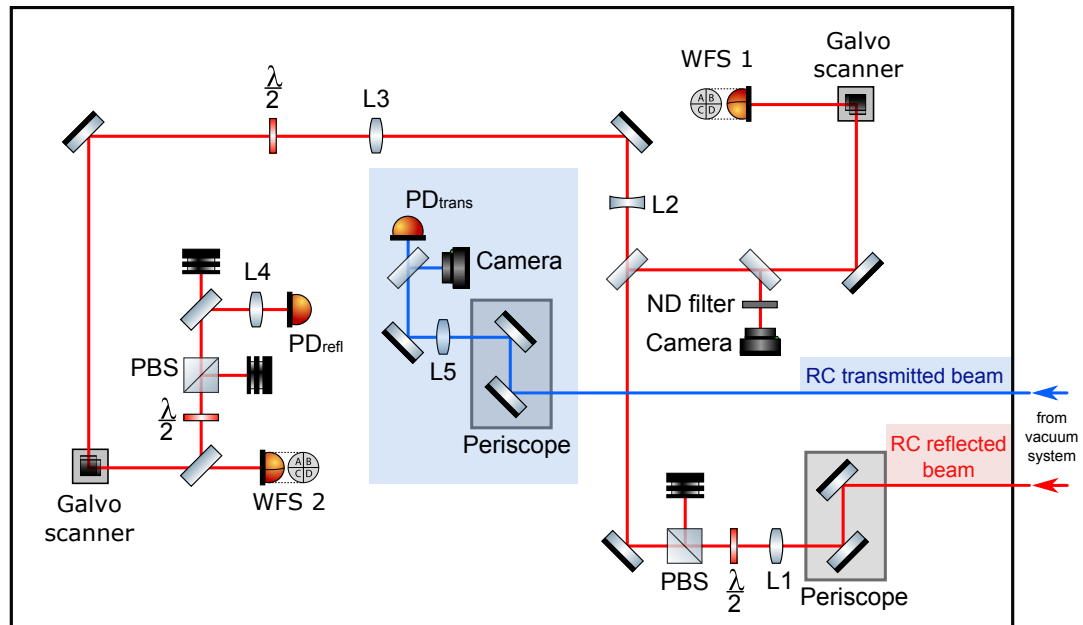 WFS 1
A B
C D
Galvo
scanner
λ
2
L3
L2
PDtrans
Camera
L4
PDrefl
ND filter
Camera
PBS
L5
RC transmitted beam
λ
2
Periscope
from
vacuum
system
RC reflected
beam
A B
C D
WFS 2
Galvo
scanner
PBS
λ
2
L1
Periscope